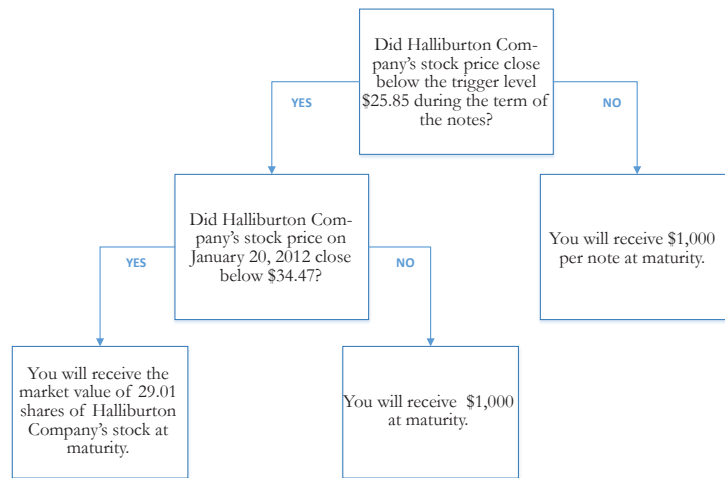 Did Halliburton Com-
pany's stock price close
below the trigger level
$25.85 during the term of
the notes?
YES
NO
Did Halliburton Com-
pany's stock price on
January 20, 2012 close
below $34.47?
You will receive $1,000
per note at maturity.
YES
NO
You will receive the
market value of 29.01
shares of Halliburton
Company's stock at
maturity.
You will receive $1,000
at maturity.